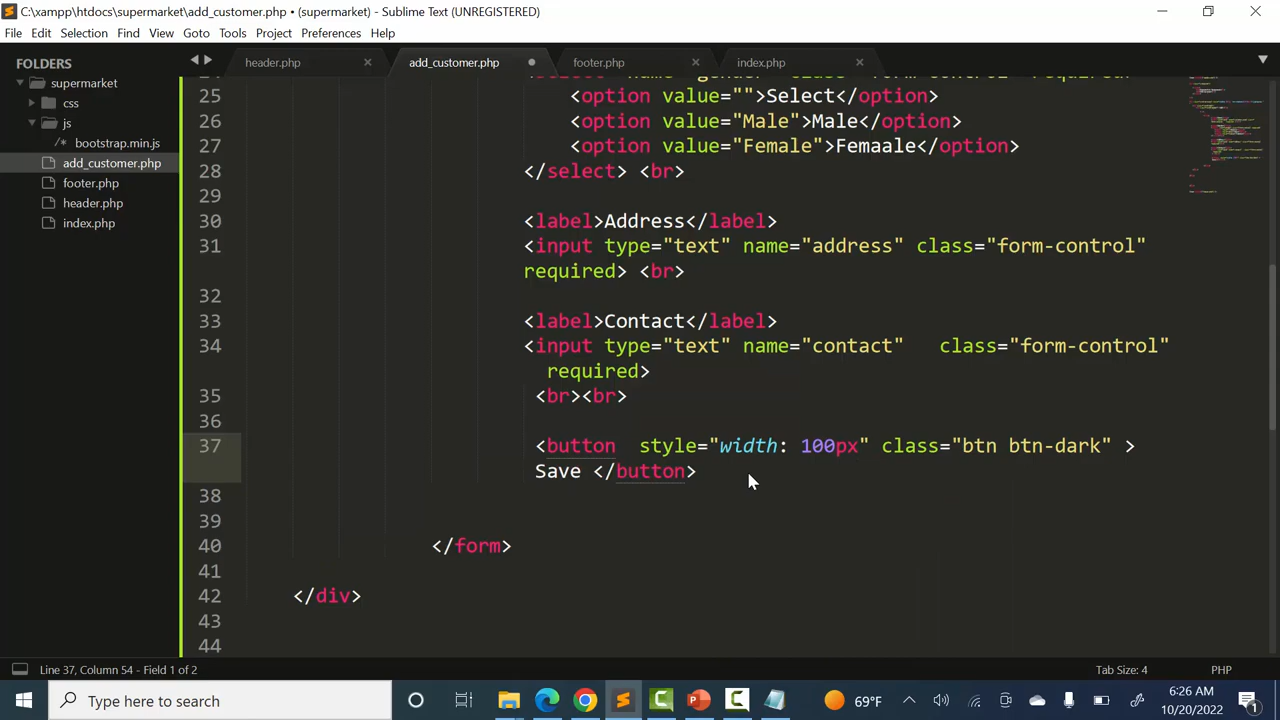 C:\xampp\htdocs\supermarket\add_customer.php • (supermarket) - Sublime Text (UNREGISTERED)
File Edit Selection Find View Goto Tools Project Preferences Help
FOLDERS
supermarket
css
js
/* bootstrap.min.js
add_customer.php
footer.php
header.php
index.php
header.php add_customer.php footer.php index.php
25 <option value="">Select</option>
26 <option value="Male">Male</option>
27 <option value="Female">Femaale</option>
28 </select> <br>
29
30 <label>Address</label>
31 <input type="text" name="address" class="form-control"
required> <br>
32
33 <label>Contact</label>
34 <input type="text" name="contact" class="form-control"
required>
35 <br><br>
36
37 <button style="width: 100px" class="btn btn-dark" >
Save </button>
38
39
40 </form>
41
42 </div>
43
44
Line 37, Column 54 - Field 1 of 2 Tab Size: 4 PHP
Type here to search 69°F 6:26 AM
10/20/2022 1